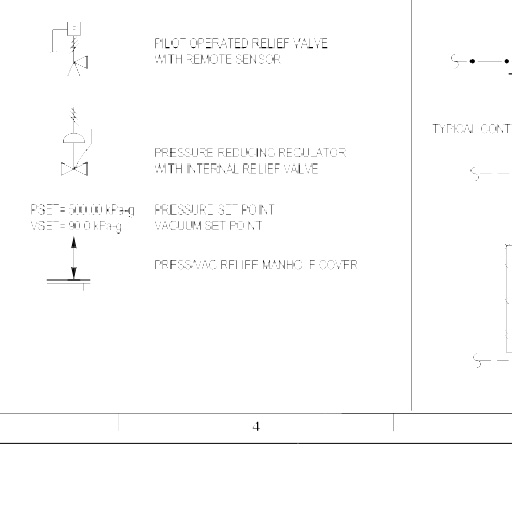 PILOT OPERATED RELIEF VALVE
WITH REMOTE SENSOR
TYPICAL CONT
PRESSURE REDUCING REGULATOR
WITH INTERNAL RELIEF VALVE
PSET= 500.00 kPa-g PRESSURE SET POINT
VSET= 90.0 kPa-g VACUUM SET POINT
PRESS/VAC RELIEF MANHOLE COVER
4